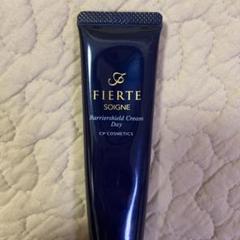 FIERTE
SOIGNE
Barriershield Cream
Day
CP COSMETICS